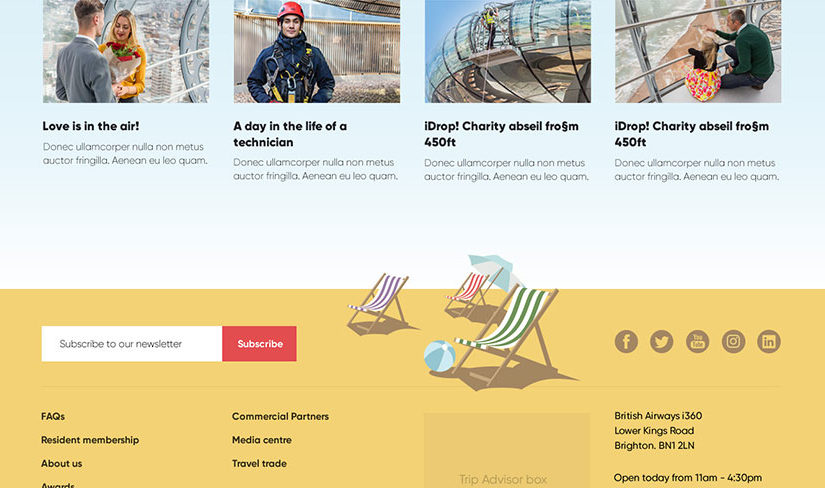 Love is in the air!
Donec ullamcorper nulla non metus
auctor fringilla. Aenean eu leo quam.
A day in the life of a
technician
Donec ullamcorper nulla non metus
auctor fringilla. Aenean eu leo quam.
iDrop! Charity abseil fro§m
450ft
Donec ullamcorper nulla non metus
auctor fringilla. Aenean eu leo quam.
iDrop! Charity abseil fro§m
450ft
Donec ullamcorper nulla non metus
auctor fringilla. Aenean eu leo quam.
Subscribe to our newsletter
Subscribe
You
Tube
FAQs
Resident membership
About us
Awards
Commercial Partners
Media centre
Travel trade
Trip Advisor box
British Airways i360
Lower Kings Road
Brighton. BN1 2LN
Open today from 11am - 4:30pm